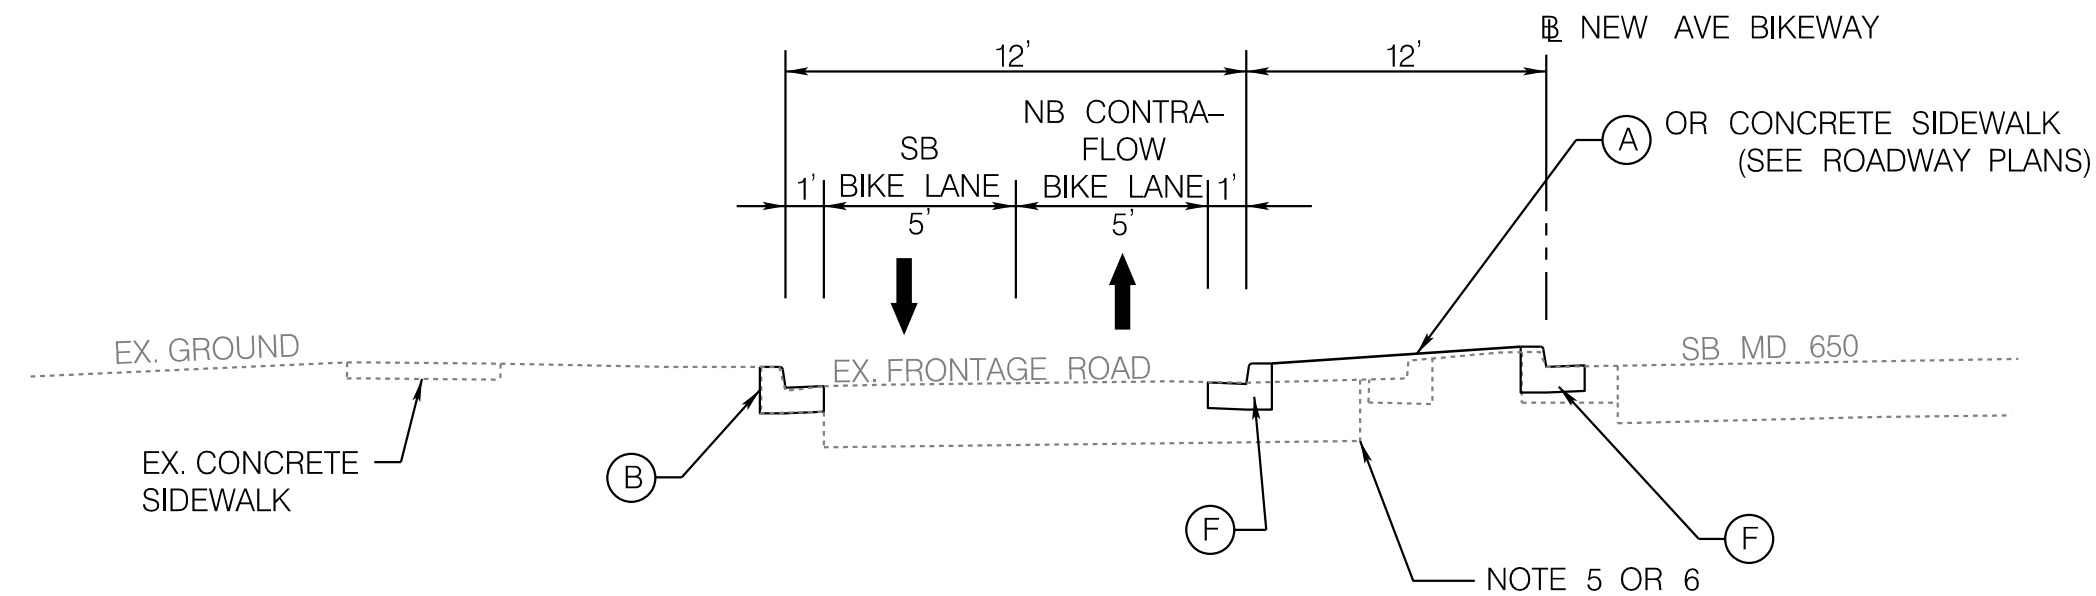 BL NEW AVE BIKEWAY
12'
12'
NB CONTRA-
FLOW
BIKE LANE
SB
BIKE LANE
1'
5'
5'
1'
A
OR CONCRETE SIDEWALK
(SEE ROADWAY PLANS)
EX. GROUND
EX. FRONTAGE ROAD
SB MD 650
EX. CONCRETE
SIDEWALK
B
F
F
NOTE 5 OR 6